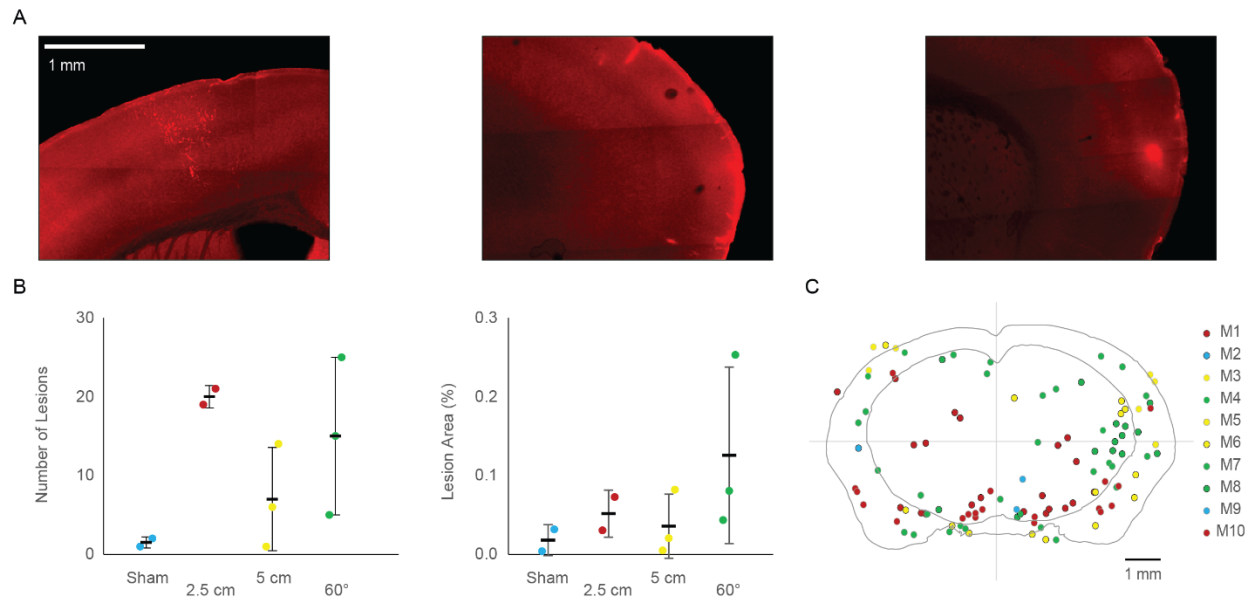 A
1 mm
B
Number of Lesions
30
20
10
0
Sham
2.5 cm
5 cm
60°
Lesion Area (%)
0.3
0.2
0.1
0.0
Sham
2.5 cm
5 cm
60°
C
M1
M2
M3
M4
M5
M6
M7
M8
M9
M10
1 mm